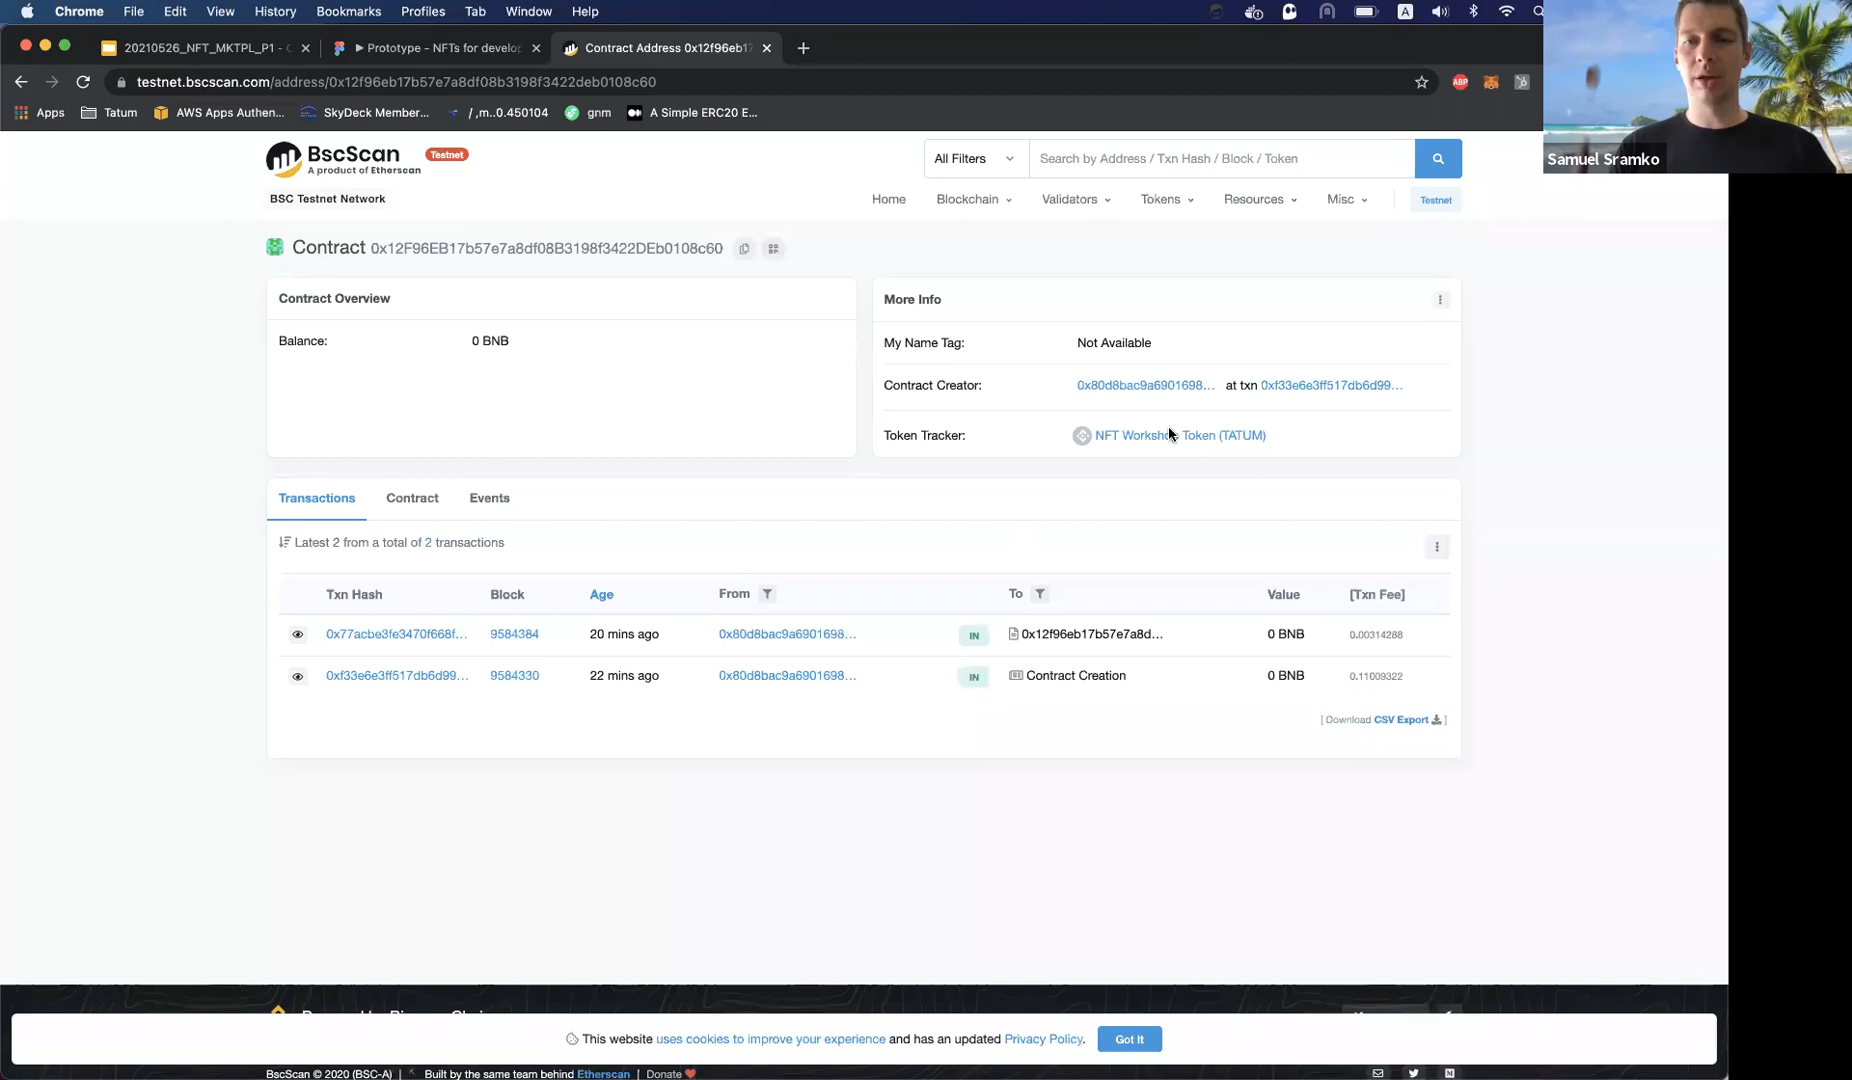 Chrome File Edit View History Bookmarks Profiles Tab Window Help
20210526_NFT_MKTPL_P1 -
Prototype – NFTs for develop
Contract Address 0x12f96eb17
testnet.bscscan.com/address/0x12f96eb17b57e7a8df08b3198f3422deb0108c60
ABP
Apps Tatum AWS Apps Authen... SkyDeck Member... /,m..0.450104 gnm A Simple ERC20 E...
Samuel Sramko
BscScan Testnet
A product of Etherscan
All Filters Search by Address / Txn Hash / Block / Token
BSC Testnet Network
Home Blockchain Validators Tokens Resources Misc Testnet
Contract 0x12F96EB17b57e7a8df08B3198f3422DEb0108c60
Contract Overview
Balance: 0 BNB
More Info
My Name Tag: Not Available
Contract Creator: 0x80d8bac9a6901698... at txn 0xf33e6e3ff517db6d99...
Token Tracker: NFT Workshop Token (TATUM)
Transactions Contract Events
Latest 2 from a total of 2 transactions
Txn Hash Block Age From To Value [Txn Fee]
0x77acbe3fe3470f668f... 9584384 20 mins ago 0x80d8bac9a6901698... IN 0x12f96eb17b57e7a8d... 0 BNB 0.00314288
0xf33e6e3ff517db6d99... 9584330 22 mins ago 0x80d8bac9a6901698... IN Contract Creation 0 BNB 0.11009322
[ Download CSV Export ]
This website uses cookies to improve your experience and has an updated Privacy Policy. Got It
BscScan © 2020 (BSC-A) | Built by the same team behind Etherscan | Donate